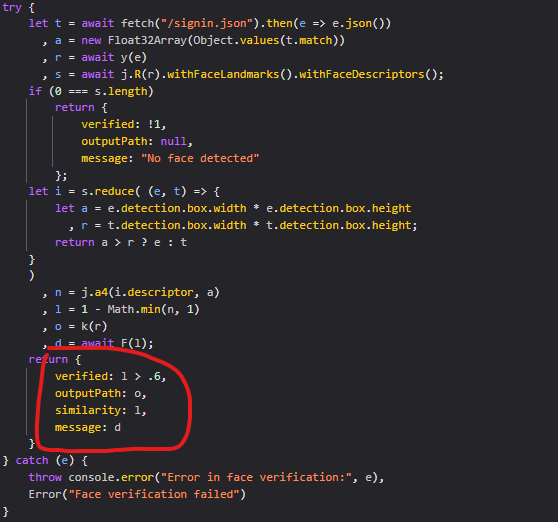 try {
let t = await fetch("/signin.json").then(e => e.json())
, a = new Float32Array(Object.values(t.match))
, r = await y(e)
, s = await j.R(r).withFaceLandmarks().withFaceDescriptors();
if (0 === s.length)
return {
verified: !1,
outputPath: null,
message: "No face detected"
};
let i = s.reduce( (e, t) => {
let a = e.detection.box.width * e.detection.box.height
, r = t.detection.box.width * t.detection.box.height;
return a > r ? e : t
}
)
, n = j.a4(i.descriptor, a)
, l = 1 - Math.min(n, 1)
, o = k(r)
, d = await F(l);
return {
verified: l > .6,
outputPath: o,
similarity: l,
message: d
}
} catch (e) {
throw console.error("Error in face verification:", e),
Error("Face verification failed")
}